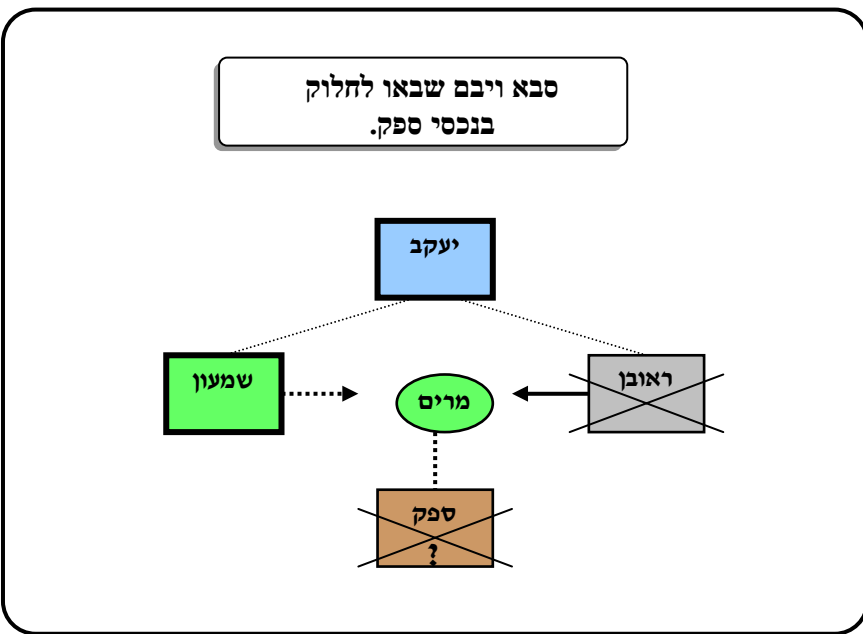 סבא ויבם שבאו לחלוק
בנכסי ספק.
יעקב
ראובן
מרים
שמעון
ספק
?